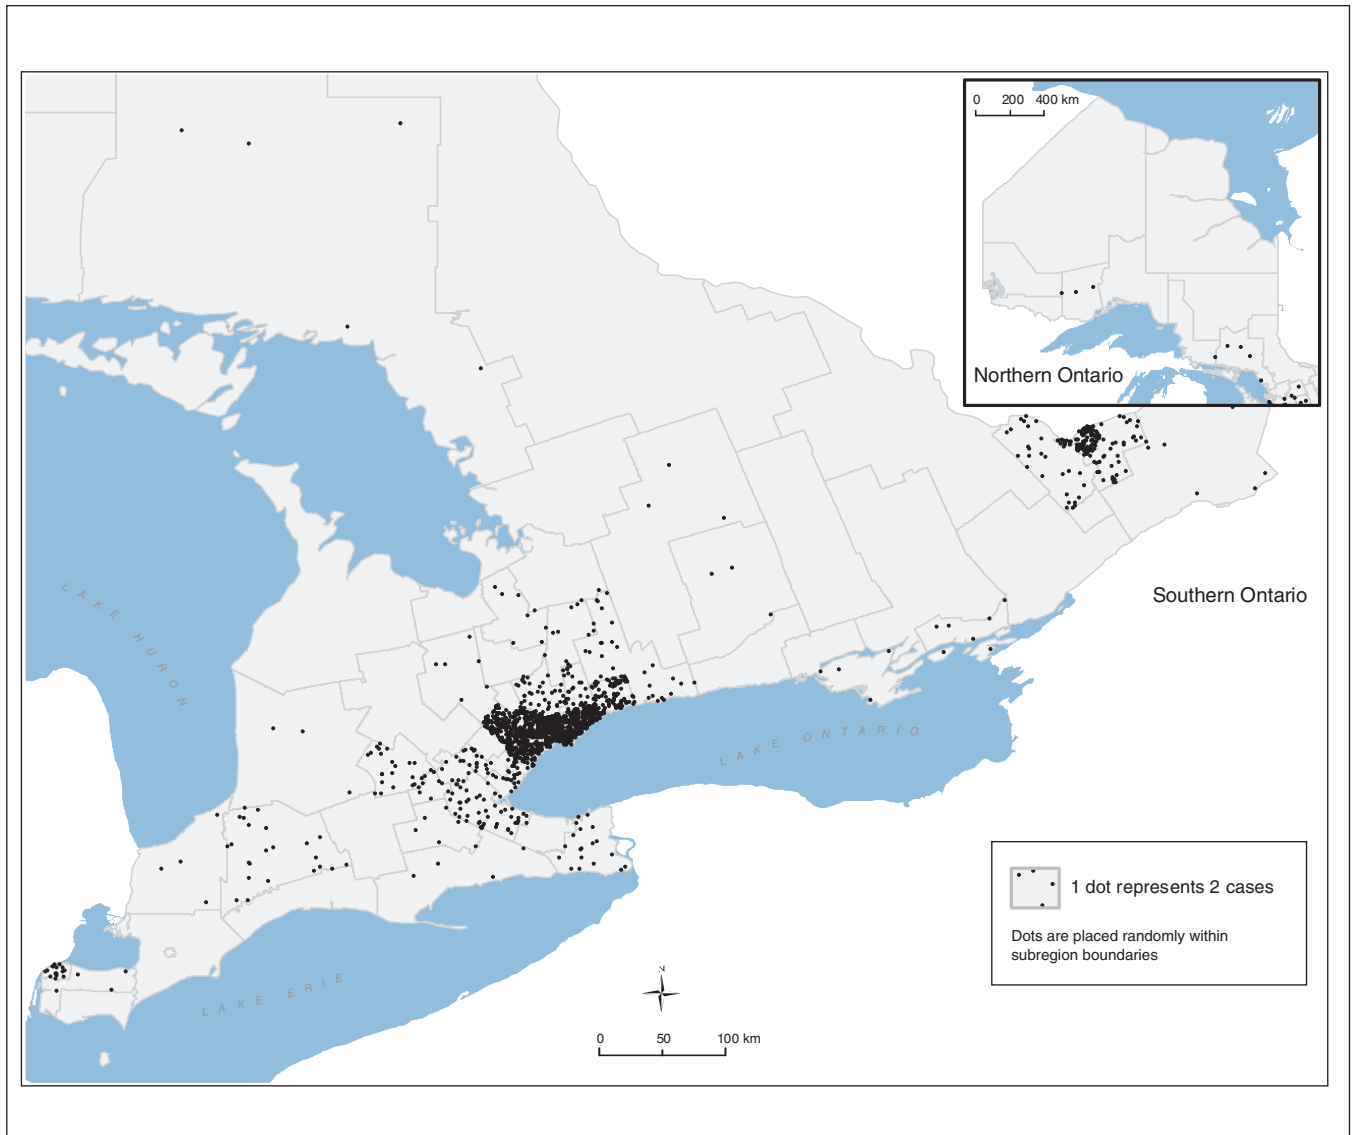 0 200 400 km
Northern Ontario
Southern Ontario
LAKE HURON
LAKE ONTARIO
1 dot represents 2 cases
Dots are placed randomly within
subregion boundaries
LAKE ERIE
N
0 50 100 km